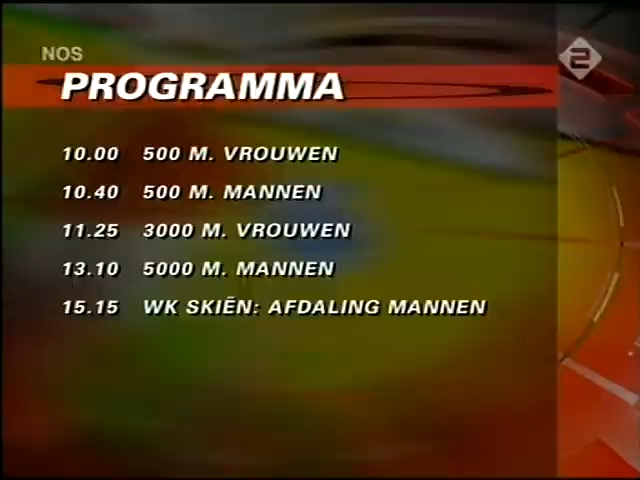 NOS
2
PROGRAMMA
10.00 500 M. VROUWEN
10.40 500 M. MANNEN
11.25 3000 M. VROUWEN
13.10 5000 M. MANNEN
15.15 WK SKIËN: AFDALING MANNEN